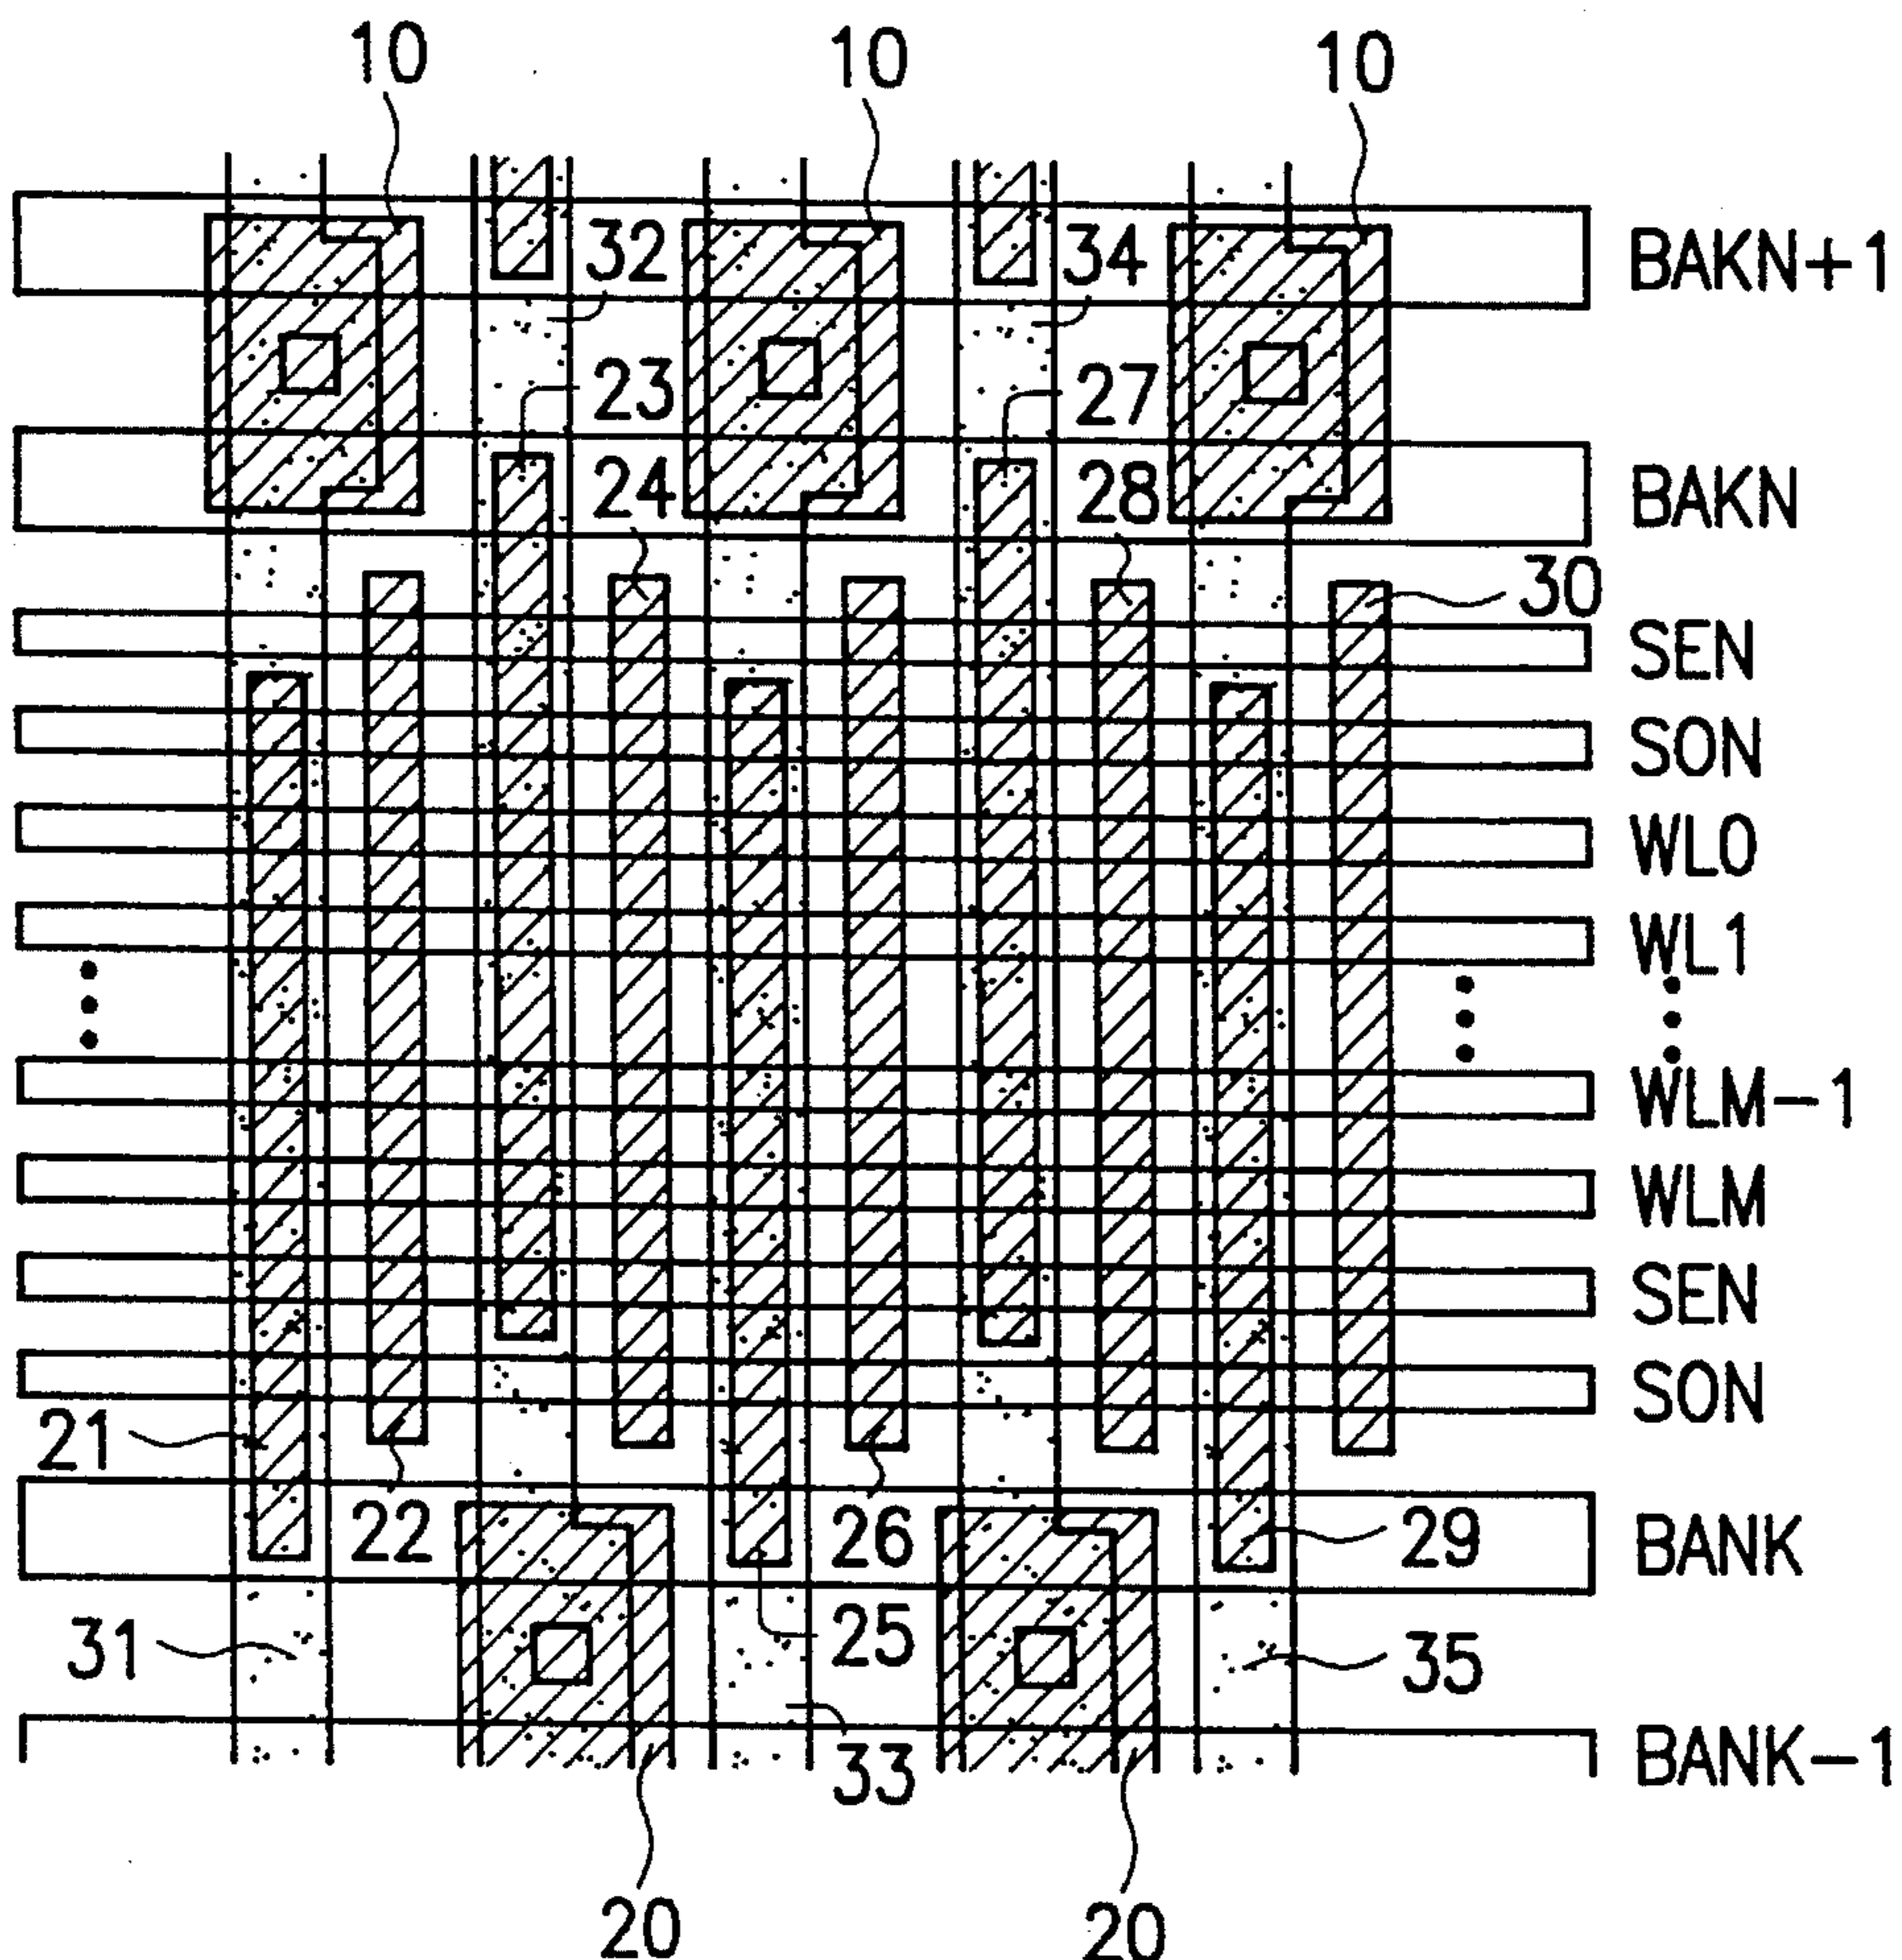 10 10 10
32 34 BAKN+1
23 27
24 28 BAKN
30
SEN
SON
WL0
WL1
WLM-1
WLM
SEN
SON
21
22 26 29 BANK
31 25 35
33 BANK-1
20 20